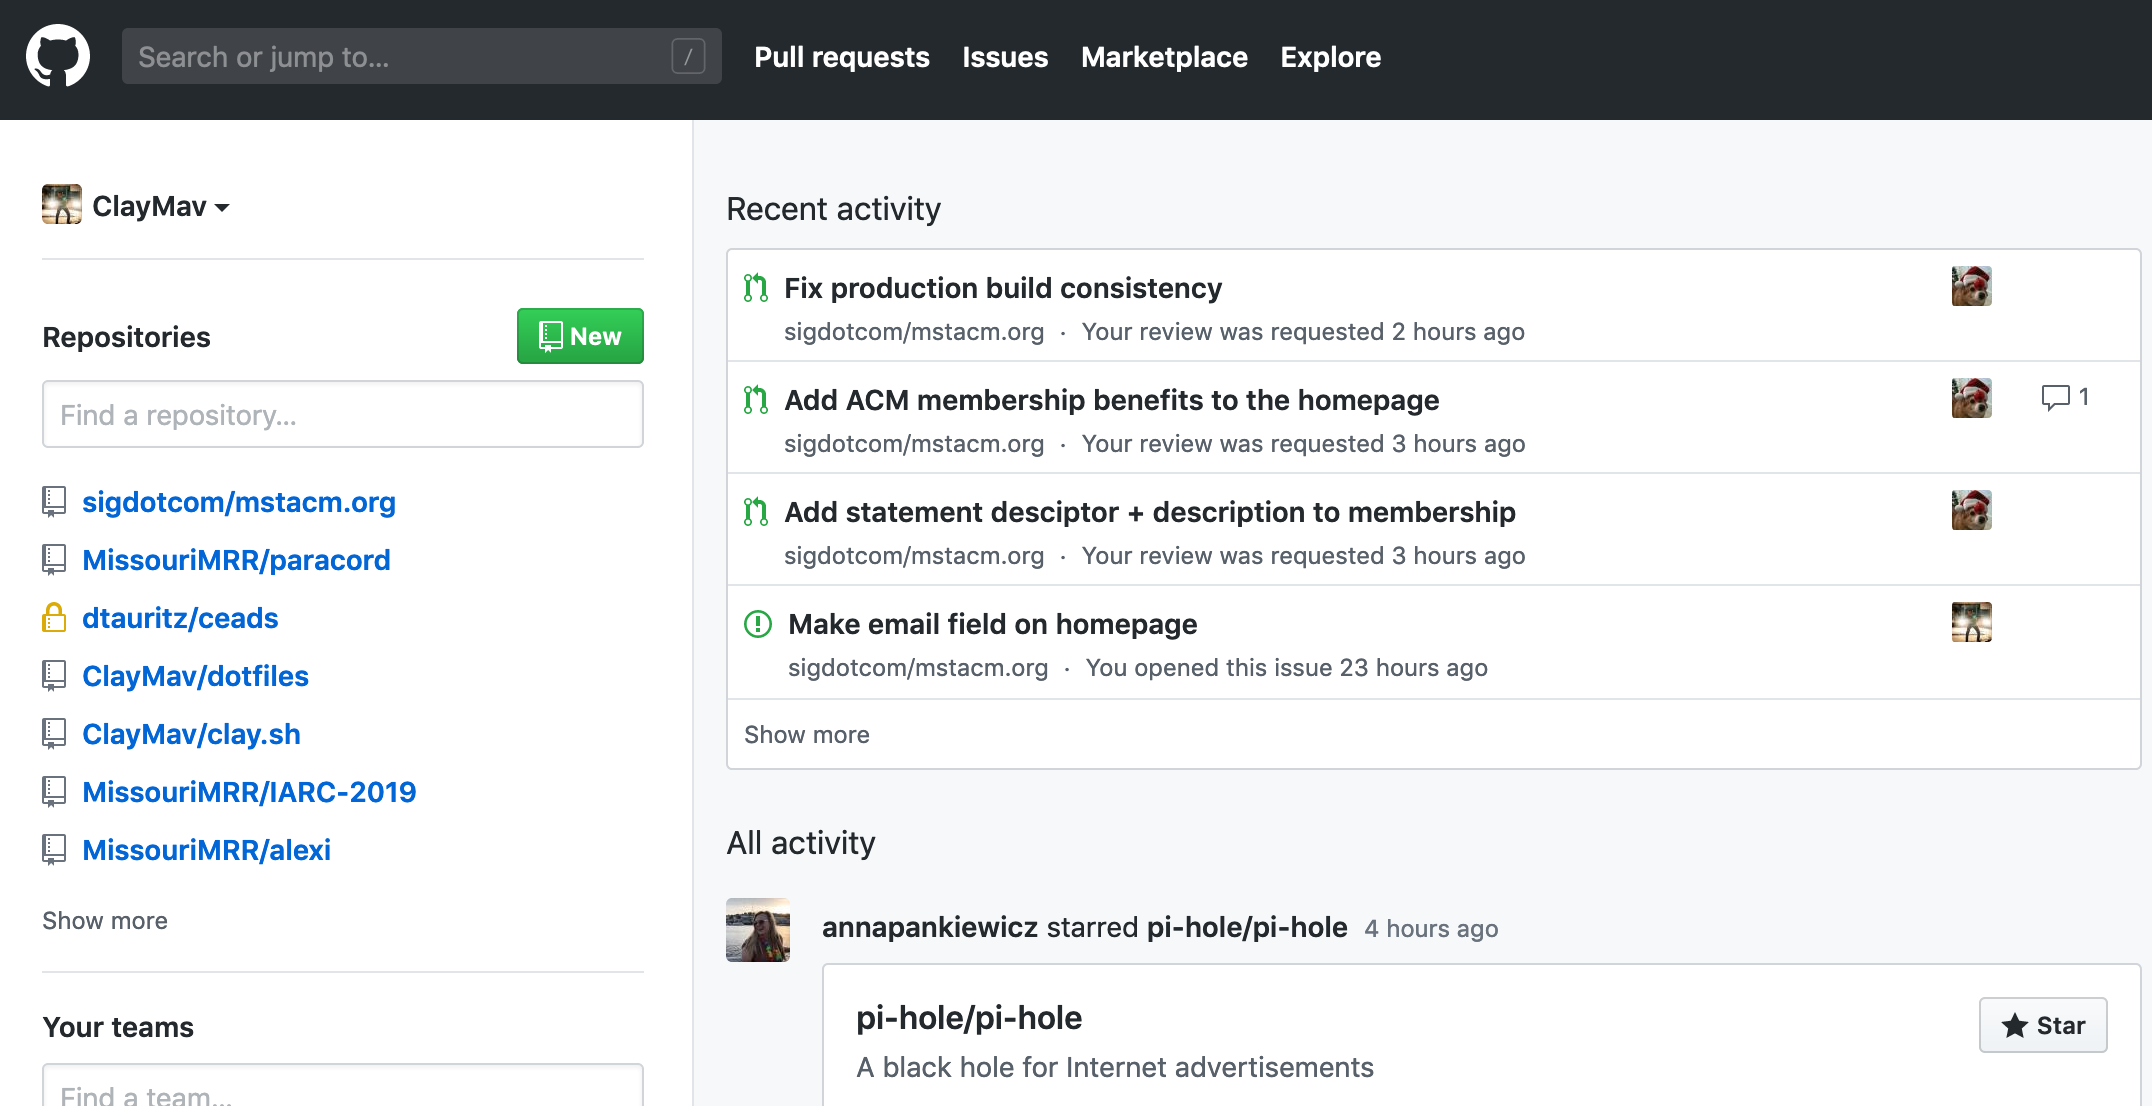 Search or jump to...
/
Pull requests
Issues
Marketplace
Explore
ClayMav
Repositories
New
Find a repository...
sigdotcom/mstacm.org
MissouriMRR/paracord
dtauritz/ceads
ClayMav/dotfiles
ClayMav/clay.sh
MissouriMRR/IARC-2019
MissouriMRR/alexi
Show more
Your teams
Find a team...
Recent activity
Fix production build consistency
sigdotcom/mstacm.org · Your review was requested 2 hours ago
Add ACM membership benefits to the homepage
1
sigdotcom/mstacm.org · Your review was requested 3 hours ago
Add statement desciptor + description to membership
sigdotcom/mstacm.org · Your review was requested 3 hours ago
Make email field on homepage
sigdotcom/mstacm.org · You opened this issue 23 hours ago
Show more
All activity
annapankiewicz starred pi-hole/pi-hole 4 hours ago
pi-hole/pi-hole
Star
A black hole for Internet advertisements